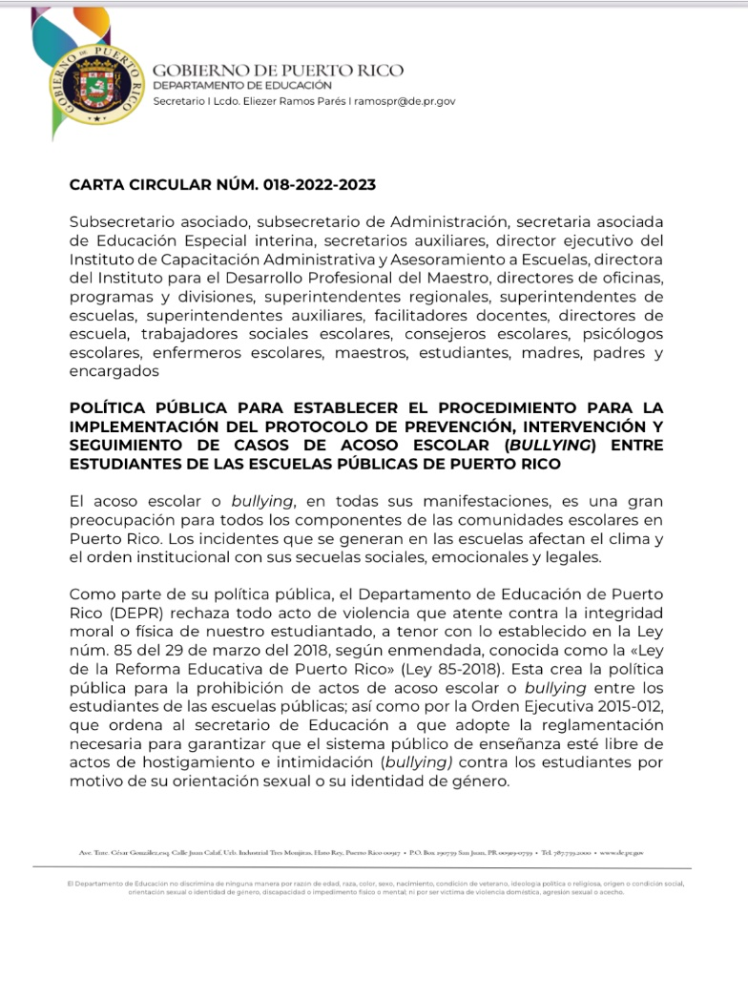 GOBIERNO DE PUERTO RICO
GOBIERNO DE PUERTO RICO
DEPARTAMENTO DE EDUCACIÓN
Secretario I Lcdo. Eliezer Ramos Parés I ramospr@de.pr.gov
CARTA CIRCULAR NÚM. 018-2022-2023
Subsecretario asociado, subsecretario de Administración, secretaria asociada
de Educación Especial interina, secretarios auxiliares, director ejecutivo del
Instituto de Capacitación Administrativa y Asesoramiento a Escuelas, directora
del Instituto para el Desarrollo Profesional del Maestro, directores de oficinas,
programas y divisiones, superintendentes regionales, superintendentes de
escuelas, superintendentes auxiliares, facilitadores docentes, directores de
escuela, trabajadores sociales escolares, consejeros escolares, psicólogos
escolares, enfermeros escolares, maestros, estudiantes, madres, padres y
encargados
POLÍTICA PÚBLICA PARA ESTABLECER EL PROCEDIMIENTO PARA LA
IMPLEMENTACIÓN DEL PROTOCOLO DE PREVENCIÓN, INTERVENCIÓN Y
SEGUIMIENTO DE CASOS DE ACOSO ESCOLAR (BULLYING) ENTRE
ESTUDIANTES DE LAS ESCUELAS PÚBLICAS DE PUERTO RICO
El acoso escolar o bullying, en todas sus manifestaciones, es una gran
preocupación para todos los componentes de las comunidades escolares en
Puerto Rico. Los incidentes que se generan en las escuelas afectan el clima y
el orden institucional con sus secuelas sociales, emocionales y legales.
Como parte de su política pública, el Departamento de Educación de Puerto
Rico (DEPR) rechaza todo acto de violencia que atente contra la integridad
moral o física de nuestro estudiantado, a tenor con lo establecido en la Ley
núm. 85 del 29 de marzo del 2018, según enmendada, conocida como la «Ley
de la Reforma Educativa de Puerto Rico» (Ley 85-2018). Esta crea la política
pública para la prohibición de actos de acoso escolar o bullying entre los
estudiantes de las escuelas públicas; así como por la Orden Ejecutiva 2015-012,
que ordena al secretario de Educación a que adopte la reglamentación
necesaria para garantizar que el sistema público de enseñanza esté libre de
actos de hostigamiento e intimidación (bullying) contra los estudiantes por
motivo de su orientación sexual o su identidad de género.
Ave. Tnte. César González,esq. Calle Juan Calaf, Urb. Industrial Tres Monjitas, Hato Rey, Puerto Rico 00917 • P.O. Box 190759 San Juan, PR 00919-0759 • Tel. 787.759.2000 • www.de.pr.gov
El Departamento de Educación no discrimina de ninguna manera por razón de edad, raza, color, sexo, nacimiento, condición de veterano, ideología política o religiosa, origen o condición social,
orientación sexual o identidad de género, discapacidad o impedimento físico o mental; ni por ser víctima de violencia doméstica, agresión sexual o acecho.